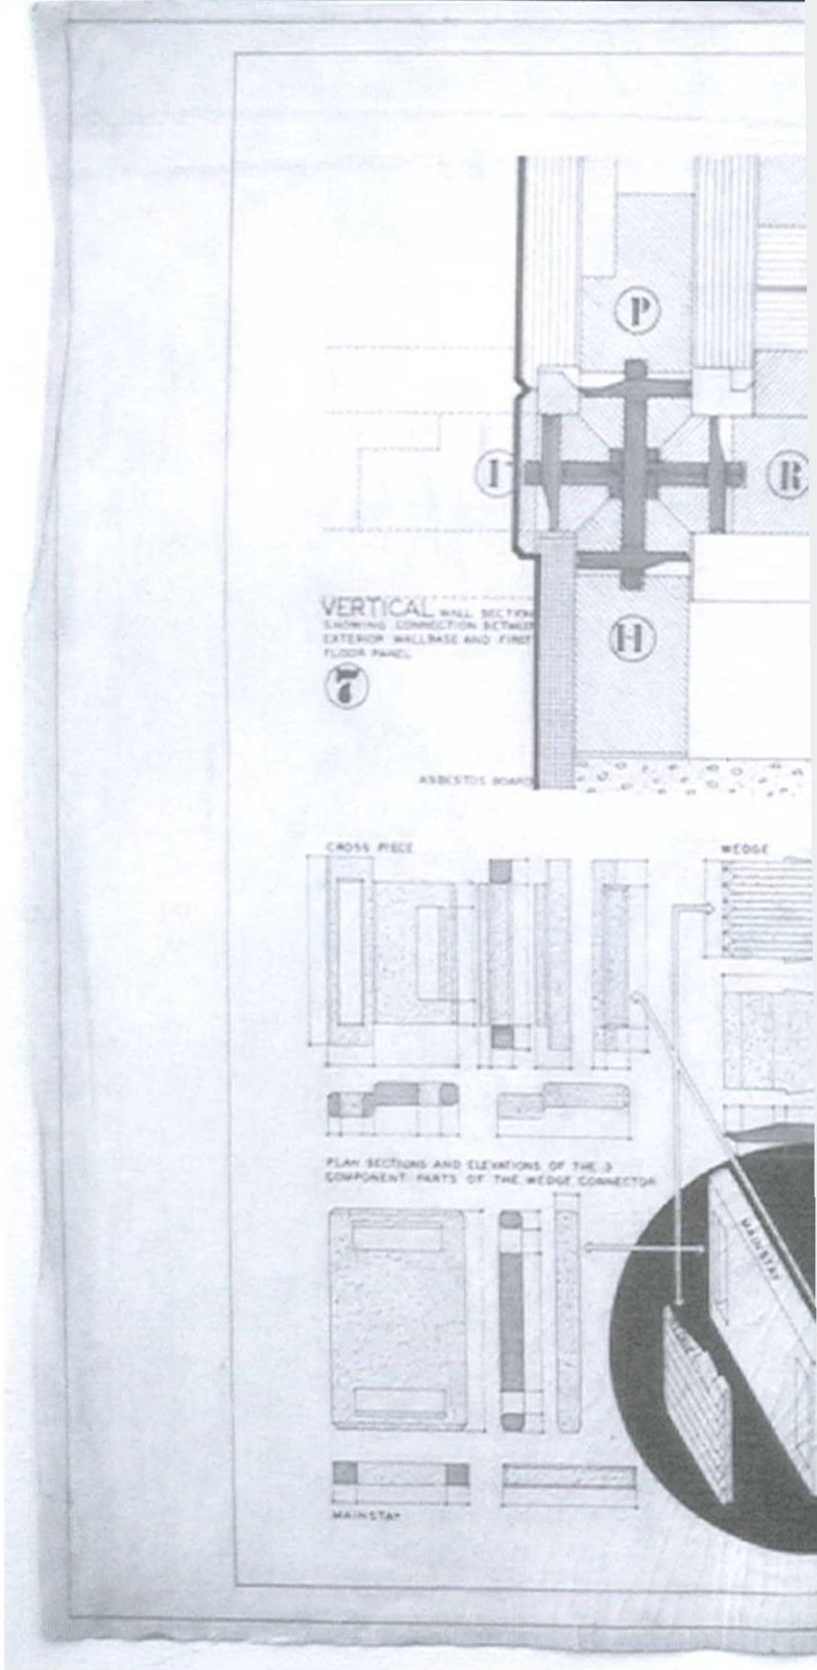 P
I
R
VERTICAL WALL SECTION
SHOWING CONNECTION BETWEE
EXTERIOR WALLBASE AND FIRST
FLOOR PANEL
H
7
ASBESTOS BOARD
CROSS PIECE
WEDGE
PLAN SECTIONS AND ELEVATIONS OF THE 3
COMPONENT PARTS OF THE WEDGE CONNECTOR
MAINSTAY
MAINSTAY